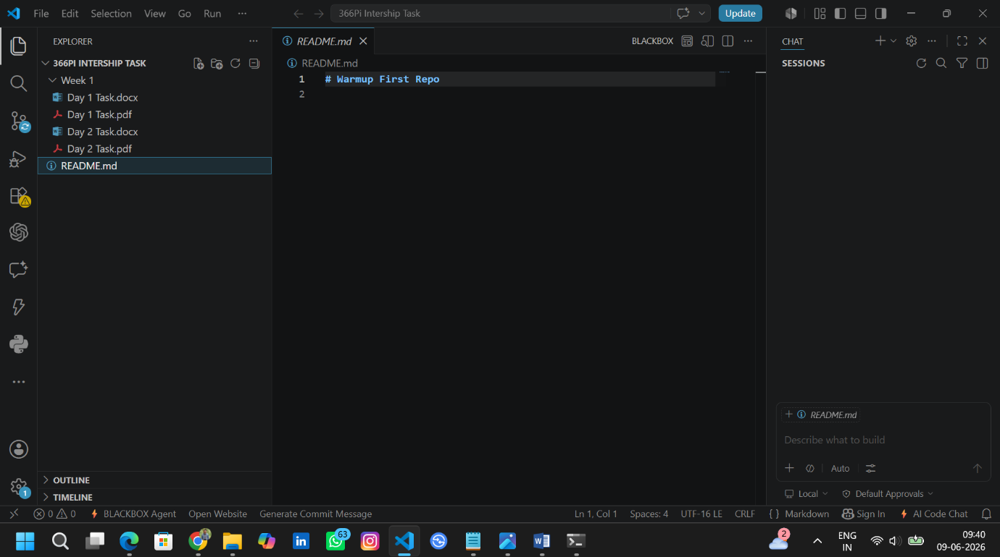 File Edit Selection View Go Run ··· 366Pi Intership Task Update
EXPLORER ···
366PI INTERSHIP TASK
Week 1
Day 1 Task.docx
Day 1 Task.pdf
Day 2 Task.docx
Day 2 Task.pdf
README.md
OUTLINE
TIMELINE
README.md
BLACKBOX ···
README.md
1 # Warmup First Repo
2
CHAT ···
SESSIONS
README.md
Describe what to build
Auto
Local Default Approvals
0 0 BLACKBOX Agent Open Website Generate Commit Message Ln 1, Col 1 Spaces: 4 UTF-16 LE CRLF { } Markdown Sign In AI Code Chat
1
63
2
ENG
IN
09:40
09-06-2026